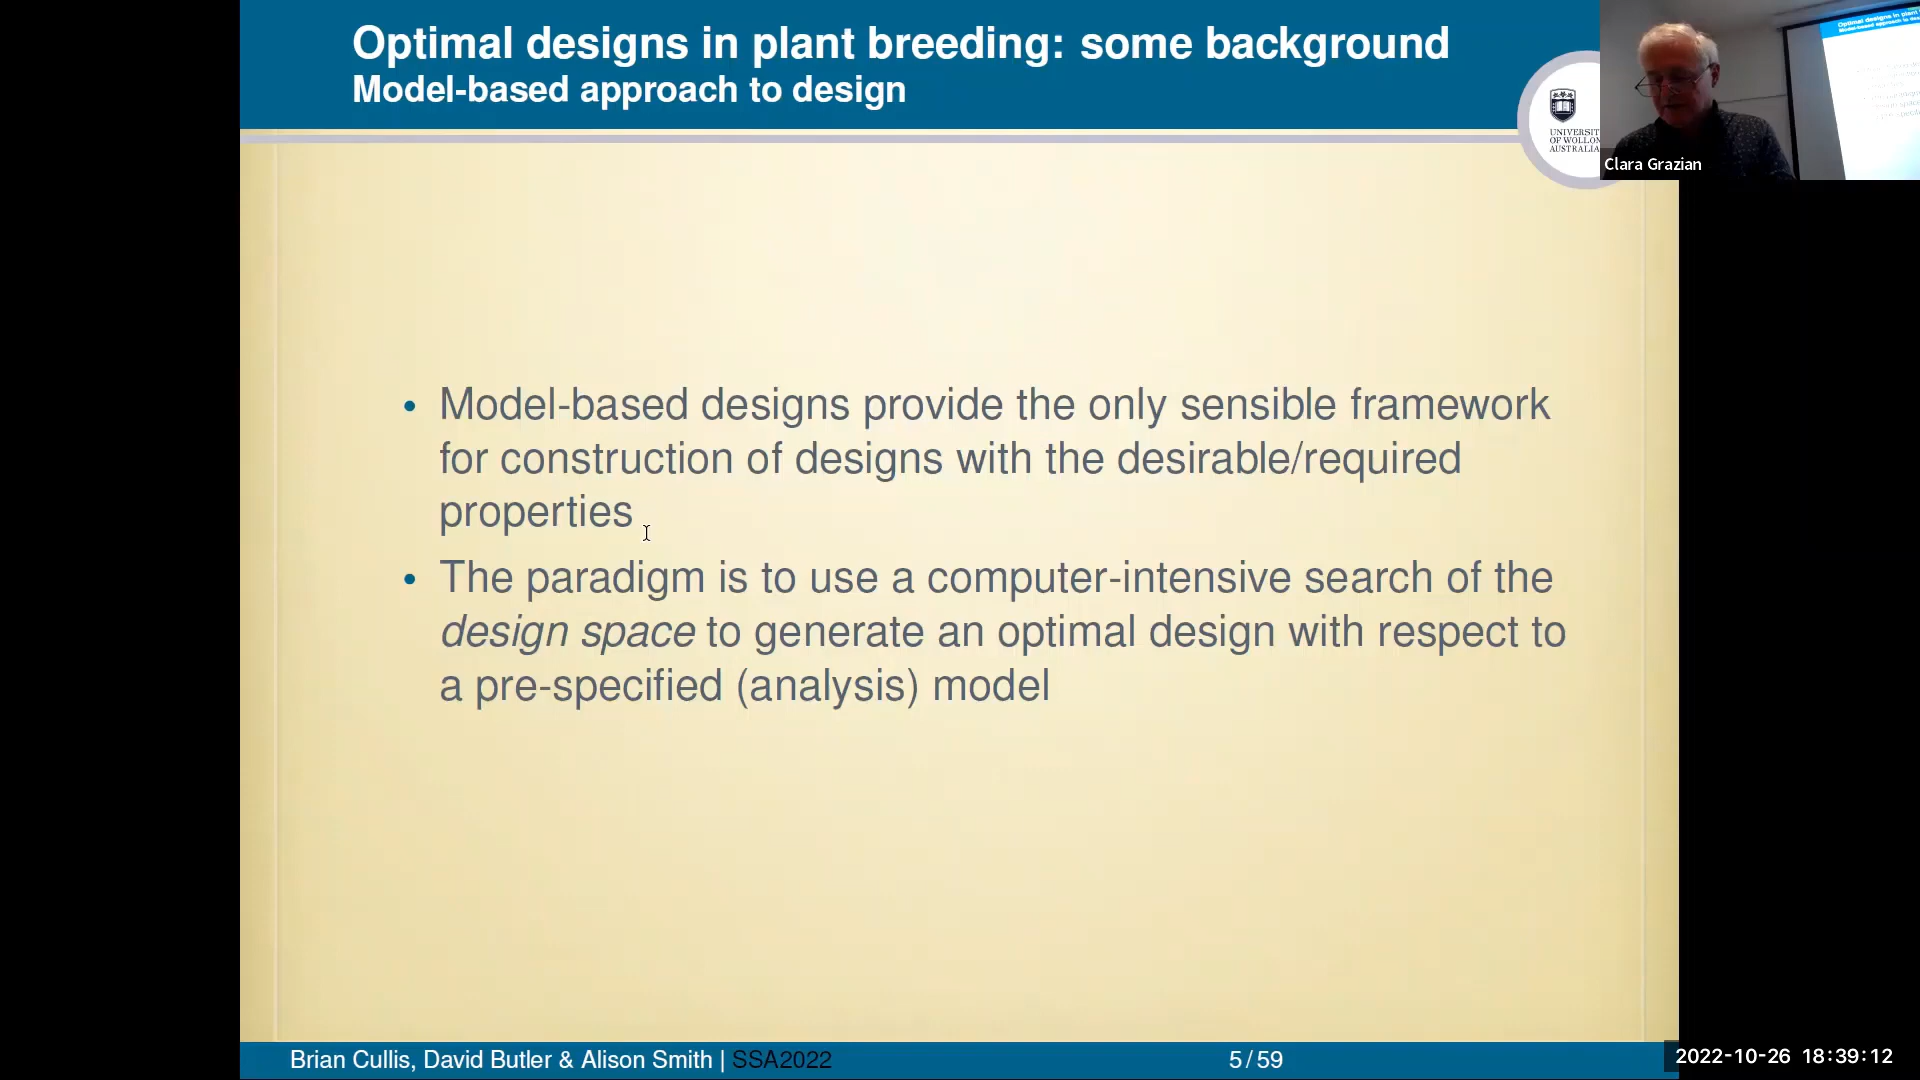 Optimal designs in plant breeding: some background
Model-based approach to design
UNIVERSIT
OF WOLLON
AUSTRALIA
Clara Grazian
• Model-based designs provide the only sensible framework
for construction of designs with the desirable/required
properties
• The paradigm is to use a computer-intensive search of the
design space to generate an optimal design with respect to
a pre-specified (analysis) model
Brian Cullis, David Butler & Alison Smith | SSA2022
5/59
2022-10-26 18:39:12